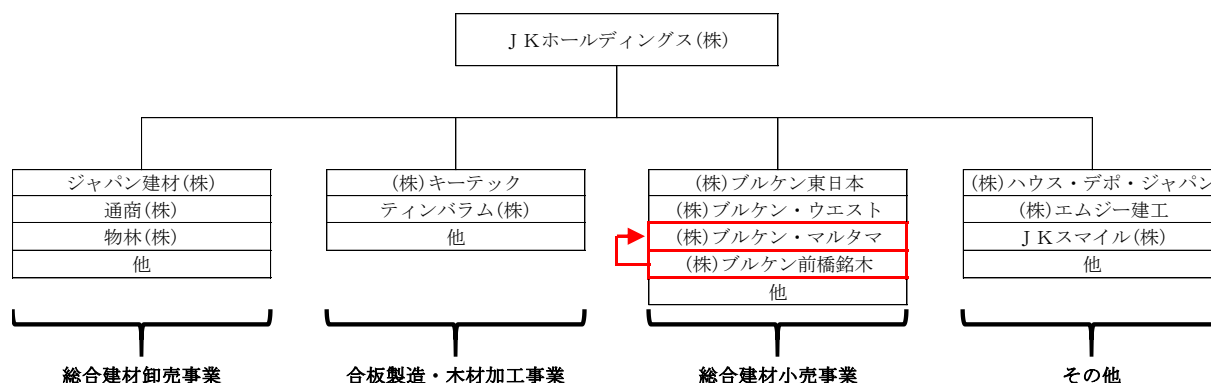 ＪＫホールディングス(株)
ジャパン建材(株)
通商(株)
物林(株)
他
総合建材卸売事業
(株)キーテック
ティンバラム(株)
他
合板製造・木材加工事業
(株)ブルケン東日本
(株)ブルケン・ウエスト
(株)ブルケン・マルタマ
(株)ブルケン前橋銘木
他
総合建材小売事業
(株)ハウス・デポ・ジャパン
(株)エムジー建工
ＪＫスマイル(株)
他
その他